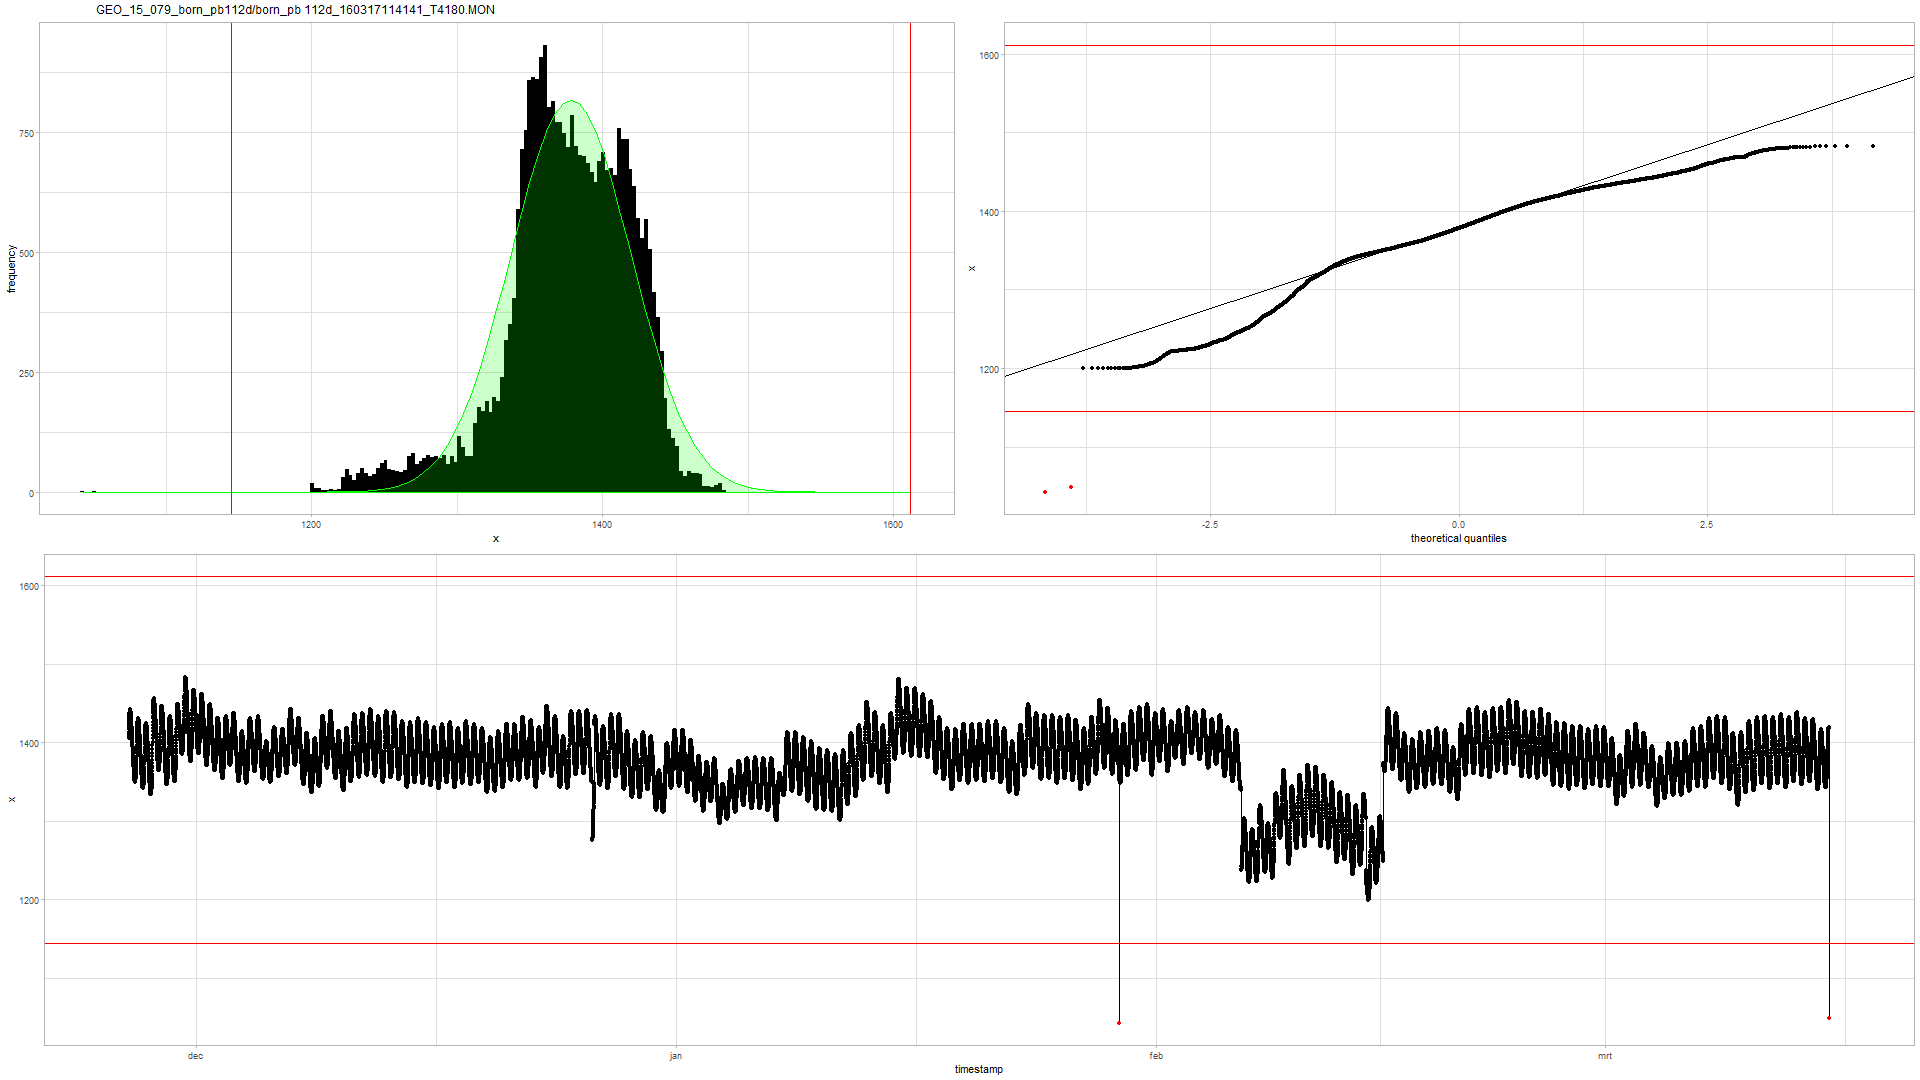 GEO_15_079_born_pb112d/born_pb 112d_160317114141_T4180.MON
750
500
250
0
frequency
1200
1400
1600
x
1600
1400
1200
x
-2.5
0.0
2.5
theoretical quantiles
1600
1400
1200
x
dec
jan
feb
mrt
timestamp